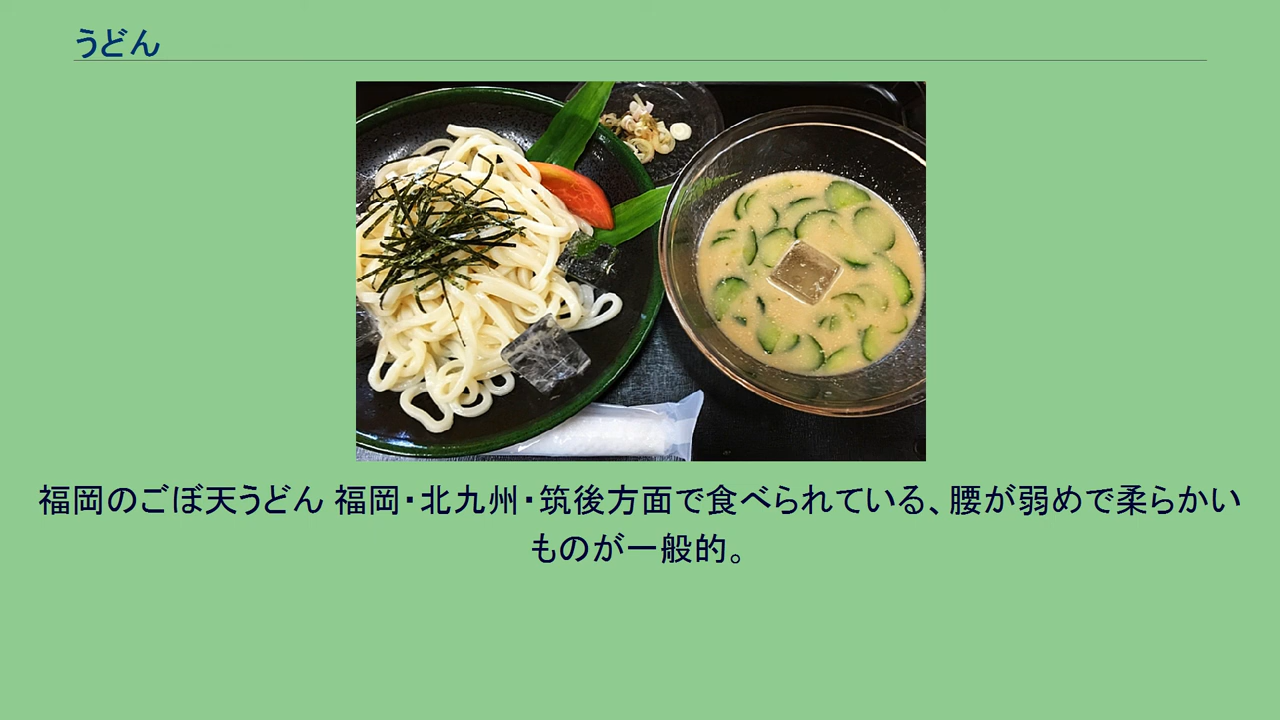 うどん
福岡のごぼ天うどん 福岡・北九州・筑後方面で食べられている、腰が弱めで柔らかい
ものが一般的。